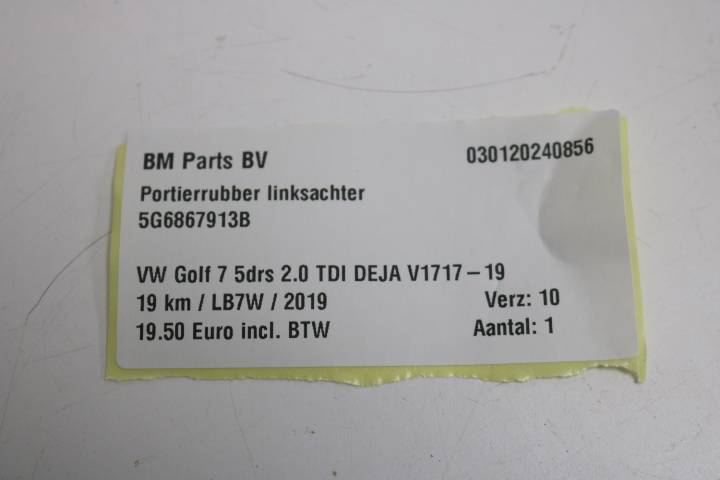 BM Parts BV 030120240856
Portierrubber linksachter
5G6867913B
VW Golf 7 5drs 2.0 TDI DEJA V1717-19
19 km / LB7W / 2019 Verz: 10
19.50 Euro incl. BTW Aantal: 1